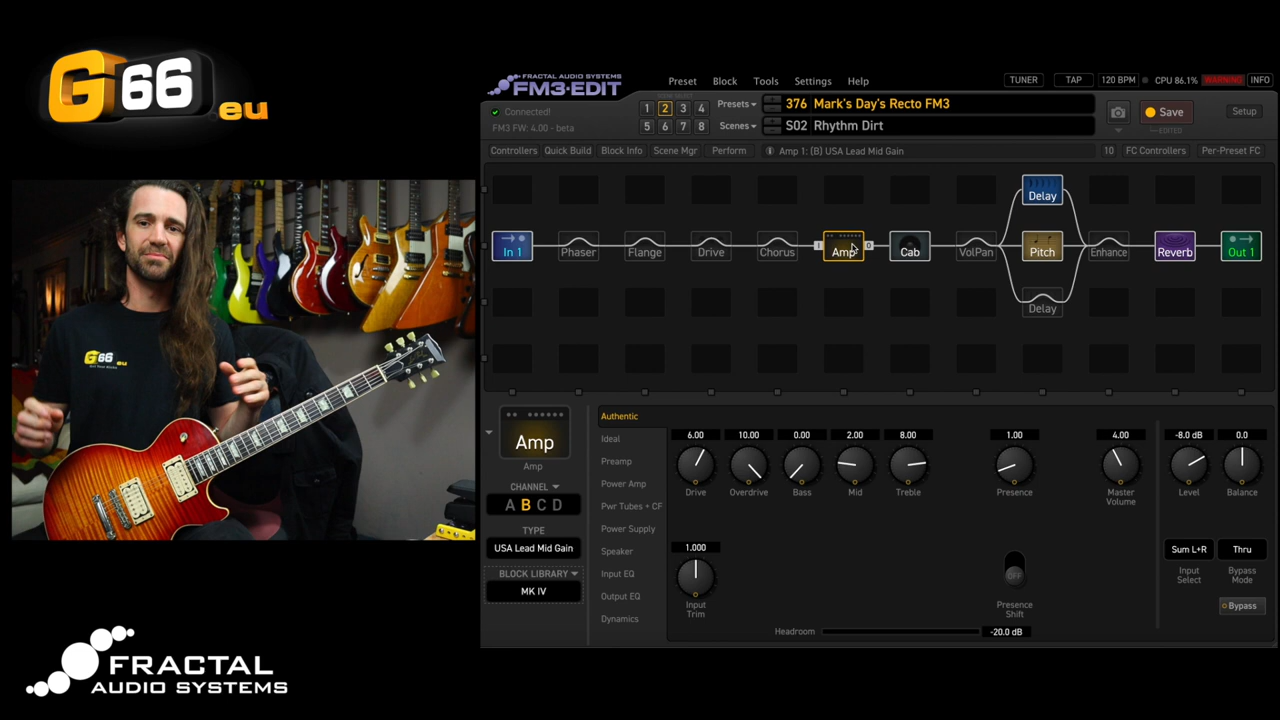 G66.eu
FRACTAL AUDIO SYSTEMS
FM3-EDIT
Preset Block Tools Settings Help
TUNER TAP 120 BPM CPU 86.1% WARNING INFO
Connected!
FM3 FW: 4.00 - beta
1 2 3 4
5 6 7 8
Presets 376 Mark's Day's Recto FM3
Scenes S02 Rhythm Dirt
Save
EDITED
Setup
Controllers Quick Build Block Info Scene Mgr Perform Amp 1: (B) USA Lead Mid Gain 10 FC Controllers Per-Preset FC
Delay
In 1 Phaser Flange Drive Chorus Amp Cab VolPan Pitch Enhance Reverb Out 1
Delay
G66.eu
Amp
Amp
CHANNEL
A B C D
TYPE
USA Lead Mid Gain
BLOCK LIBRARY
MK IV
Authentic
Ideal
Preamp
Power Amp
Pwr Tubes + CF
Power Supply
Speaker
Input EQ
Output EQ
Dynamics
6.00 10.00 0.00 2.00 8.00 1.00 4.00 -8.0 dB 0.0
Drive Overdrive Bass Mid Treble Presence Master Volume Level Balance
1.000
Input Trim
OFF
Presence Shift
Sum L+R Thru
Input Select Bypass Mode
Bypass
Headroom -20.0 dB
FRACTAL
AUDIO SYSTEMS